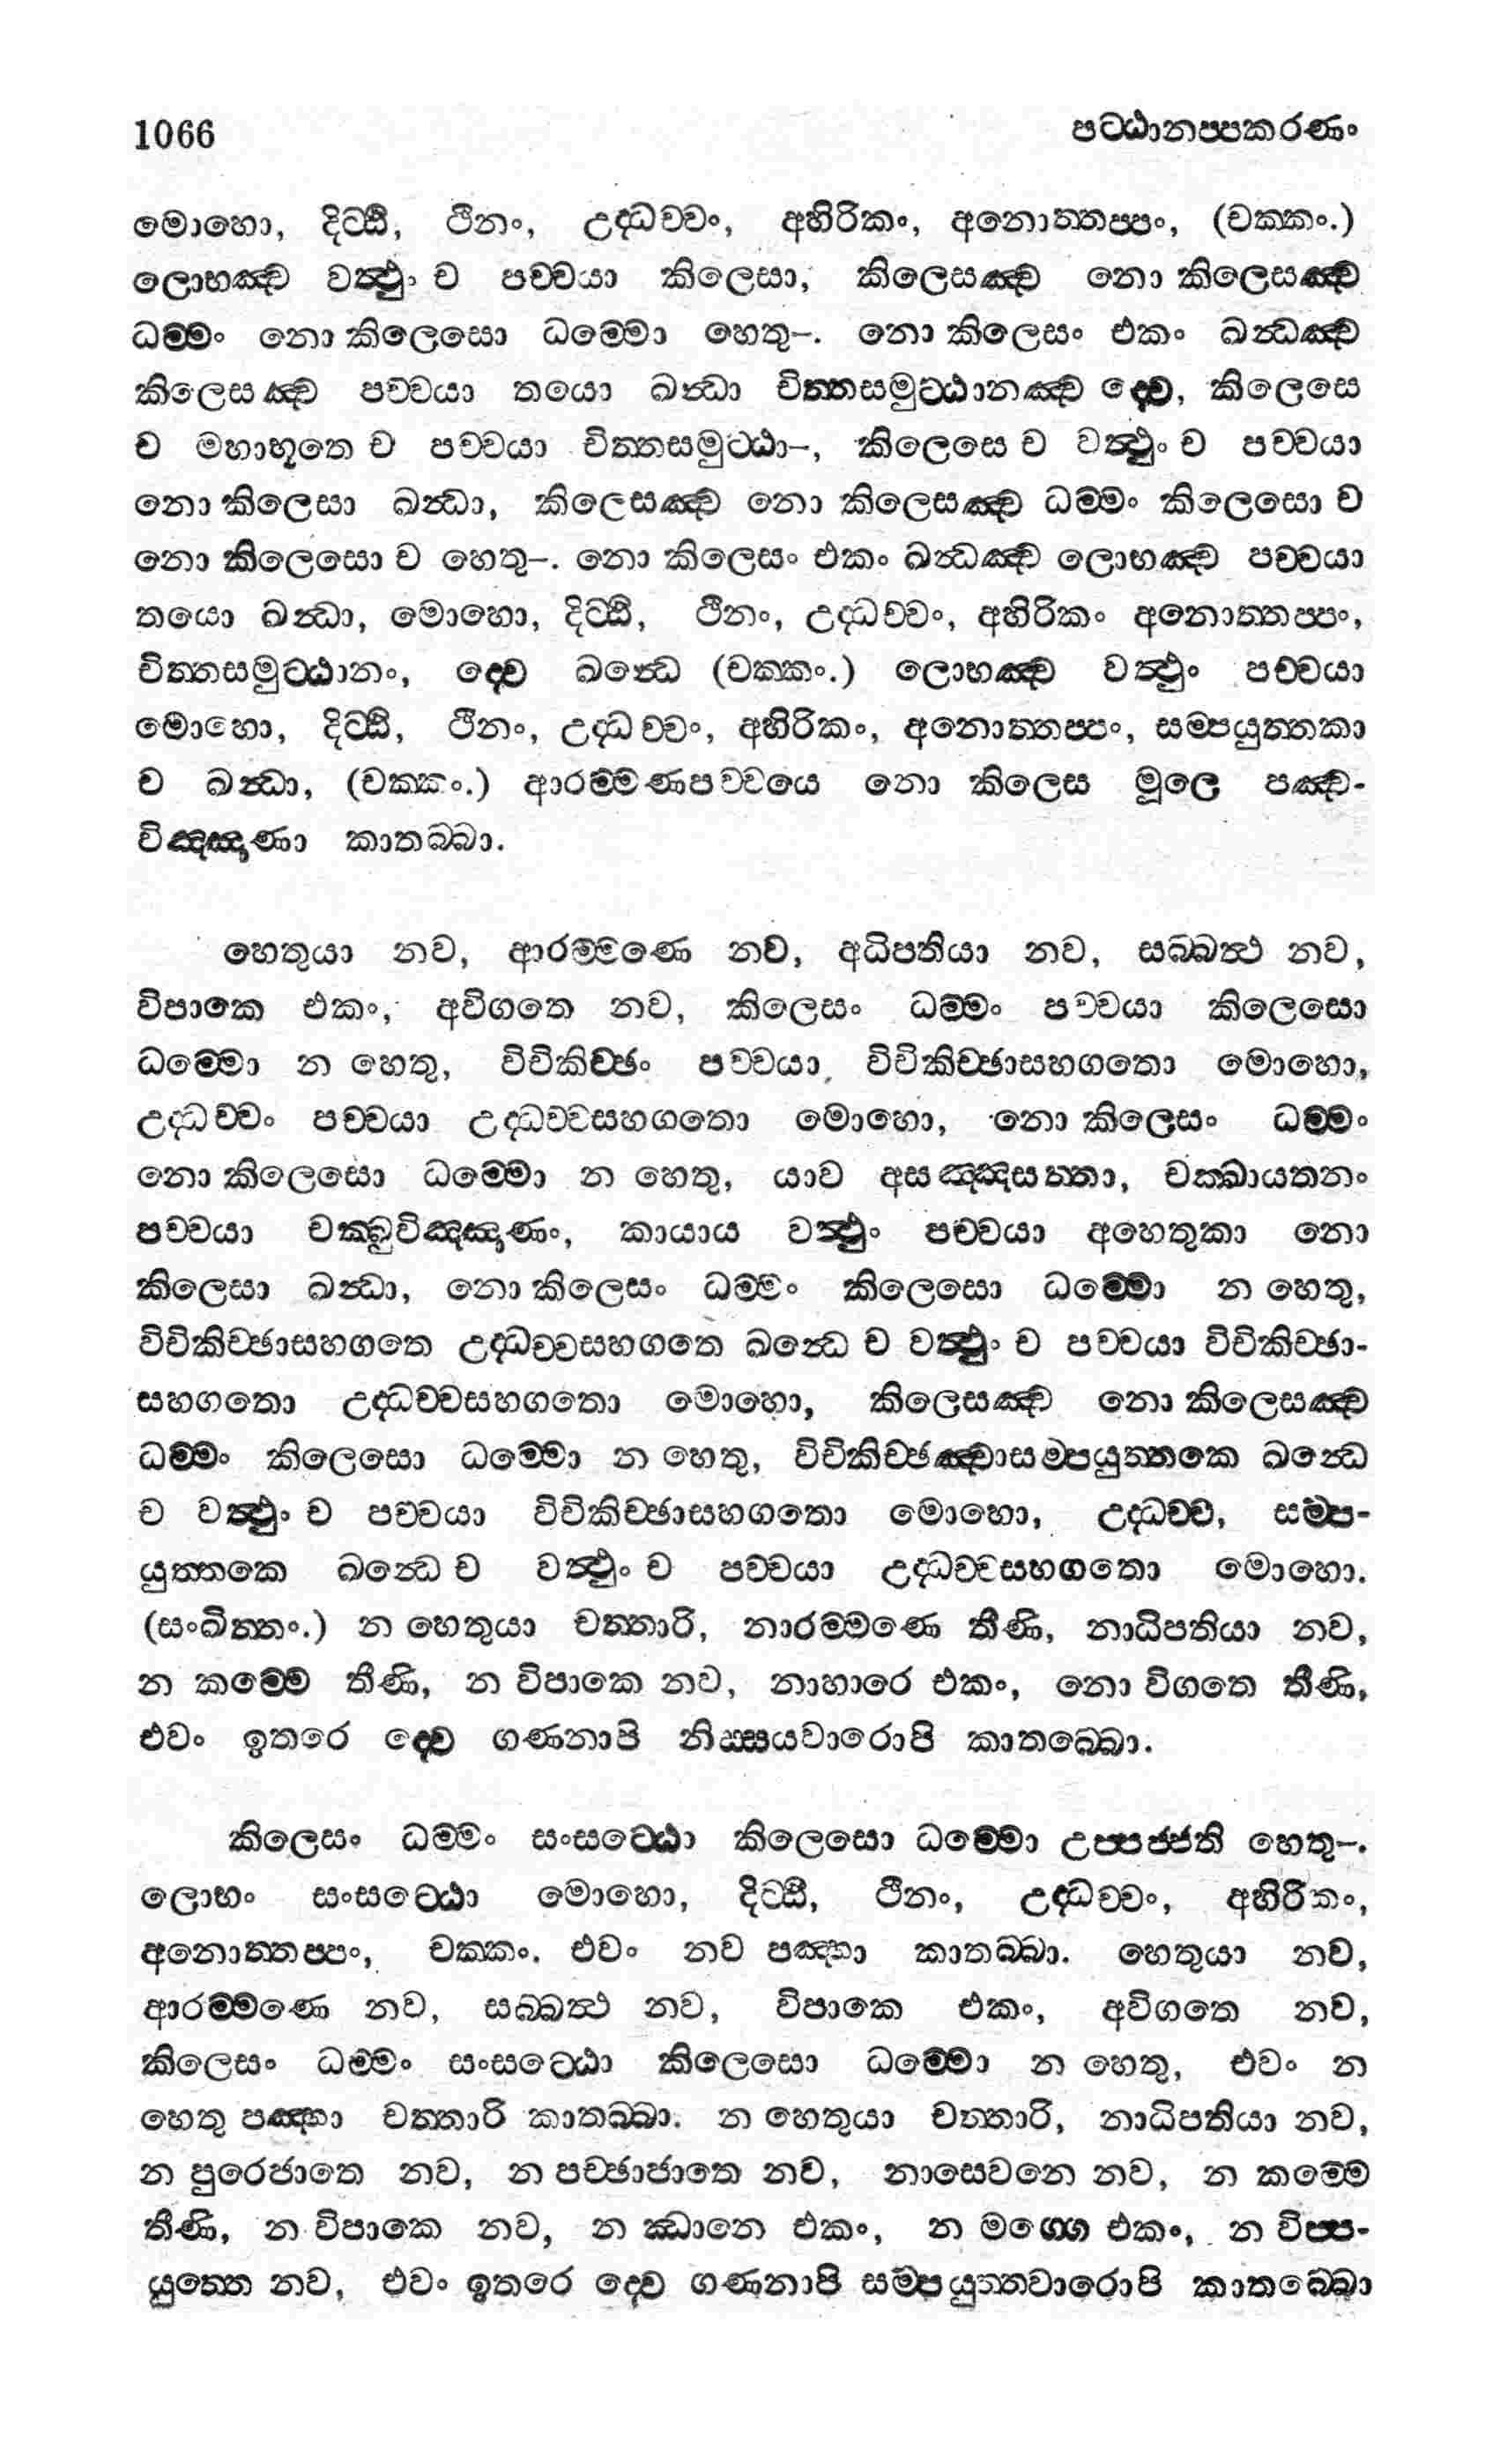 1066 පට්ඨානප්පකරණං
මොහො, දිට්ඨි, ථිනං, උද්ධච්චං, අහිරිකං, අනොත්තප්පං, (චක්කං.)
ලොභඤ්ච වත්ථුං ච පච්චයා කිලෙසා, කිලෙසඤ්ච නො කිලෙසඤ්ච
ධම්මං නො කිලෙසො ධම්මො හෙතු–. නො කිලෙසං එකං ඛන්ධඤ්ච
කිලෙසඤ්ච පච්චයා තයො ඛන්ධා චිත්තසමුට්ඨානඤ්ච ද්වෙ, කිලෙසෙ
ච මහාභූතෙ ච පච්චයා චිත්තසමුට්ඨා–, කිලෙසෙ ච වත්ථුං ච පච්චයා
නො කිලෙසා ඛන්ධා, කිලෙසඤ්ච නො කිලෙසඤ්ච ධම්මං කිලෙසො ච
නො කිලෙසො ච හෙතු–. නො කිලෙසං එකං ඛන්ධඤ්ච ලොභඤ්ච පච්චයා
තයො ඛන්ධා, මොහො, දිට්ඨි, ථිනං, උද්ධච්චං, අහිරිකං අනොත්තප්පං,
චිත්තසමුට්ඨානං, ද්වෙ ඛන්ධෙ (චක්කං.) ලොභඤ්ච වත්ථුං පච්චයා
මොහො, දිට්ඨි, ථිනං, උද්ධච්චං, අහිරිකං, අනොත්තප්පං, සම්පයුත්තකා
ච ඛන්ධා, (චක්කං.) ආරම්මණපච්චයෙ නො කිලෙස මූලෙ පඤ්ච-
විඤ්ඤාණා කාතබ්බා.
හෙතුයා නව, ආරම්මණෙ නව, අධිපතියා නව, සබ්බත්ථ නව,
විපාකෙ එකං, අවිගතෙ නව, කිලෙසං ධම්මං පච්චයා කිලෙසො
ධම්මො න හෙතු, විචිකිච්ඡං පච්චයා විචිකිච්ඡාසහගතො මොහො,
උද්ධච්චං පච්චයා උද්ධච්චසහගතො මොහො, නො කිලෙසං ධම්මං
නො කිලෙසො ධම්මො න හෙතු, යාව අසඤ්ඤසත්තා, චක්ඛායතනං
පච්චයා චක්ඛුවිඤ්ඤාණං, කායාය වත්ථුං පච්චයා අහෙතුකා නො
කිලෙසා ඛන්ධා, නො කිලෙසං ධම්මං කිලෙසො ධම්මො න හෙතු,
විචිකිච්ඡාසහගතෙ උද්ධච්චසහගතෙ ඛන්ධෙ ච වත්ථුං ච පච්චයා විචිකිච්ඡා-
සහගතො උද්ධච්චසහගතො මොහො, කිලෙසඤ්ච නො කිලෙසඤ්ච
ධම්මං කිලෙසො ධම්මො න හෙතු, විචිකිච්ඡඤ්චාසම්පයුත්තකෙ ඛන්ධෙ
ච වත්ථුං ච පච්චයා විචිකිච්ඡාසහගතො මොහො, උද්ධච්ච, සම්ප-
යුත්තකෙ ඛන්ධෙ ච වත්ථුං ච පච්චයා උද්ධච්චසහගතො මොහො.
(සංඛිත්තං.) න හෙතුයා චත්තාරි, නාරම්මණෙ තීණි, නාධිපතියා නව,
න කම්මෙ තීණි, න විපාකෙ නව, නාහාරෙ එකං, නො විගතෙ තීණි,
එවං ඉතරෙ ද්වෙ ගණනාපි නිස්සයවාරොපි කාතබ්බො.
කිලෙසං ධම්මං සංසට්ඨො කිලෙසො ධම්මො උප්පජ්ජති හෙතු–.
ලොභං සංසට්ඨො මොහො, දිට්ඨි, ථිනං, උද්ධච්චං, අහිරිකං,
අනොත්තප්පං, චක්කං. එවං නව පඤ්හා කාතබ්බා. හෙතුයා නව,
ආරම්මණෙ නව, සබ්බත්ථ නව, විපාකෙ එකං, අවිගතෙ නව,
කිලෙසං ධම්මං සංසට්ඨො කිලෙසො ධම්මො න හෙතු, එවං න
හෙතු පඤ්හා චත්තාරි කාතබ්බා. න හෙතුයා චත්තාරි, නාධිපතියා නව,
න පුරෙජාතෙ නව, න පච්ඡාජාතෙ නව, නාසෙවනෙ නව, න කම්මෙ
තීණි, න විපාකෙ නව, න ඣානෙ එකං, න මග්ගෙ එකං, න විප්ප-
යුත්තෙ නව, එවං ඉතරෙ ද්වෙ ගණනාපි සම්පයුත්තවාරොපි කාතබ්බො